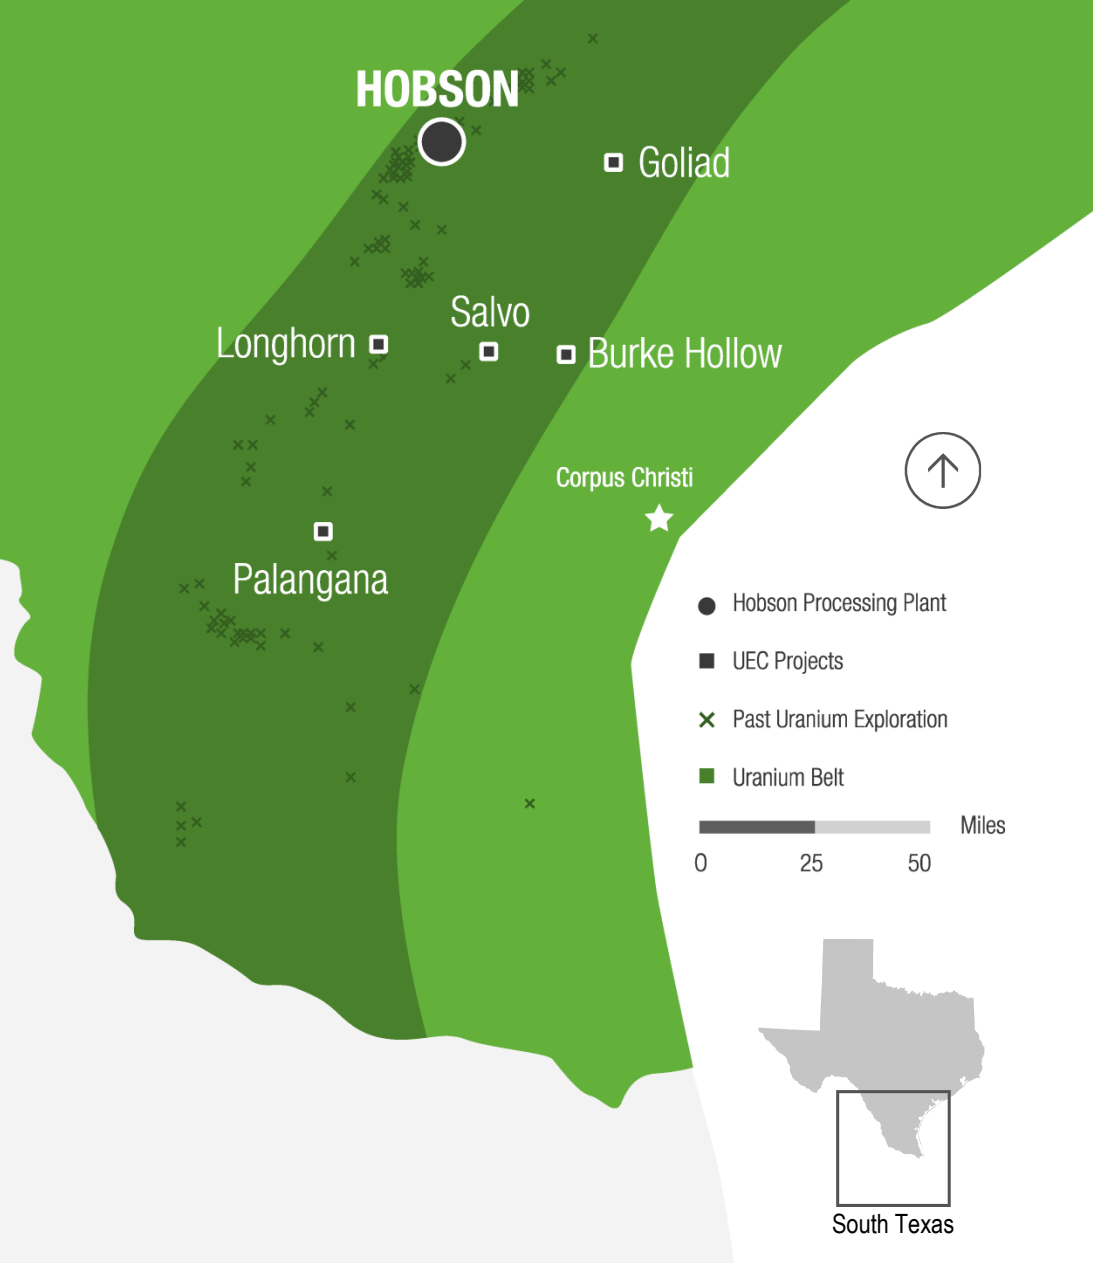 HOBSON
Goliad
Salvo
Longhorn
Burke Hollow
Corpus Christi
Palangana
Hobson Processing Plant
UEC Projects
Past Uranium Exploration
Uranium Belt
Miles
0 25 50
South Texas